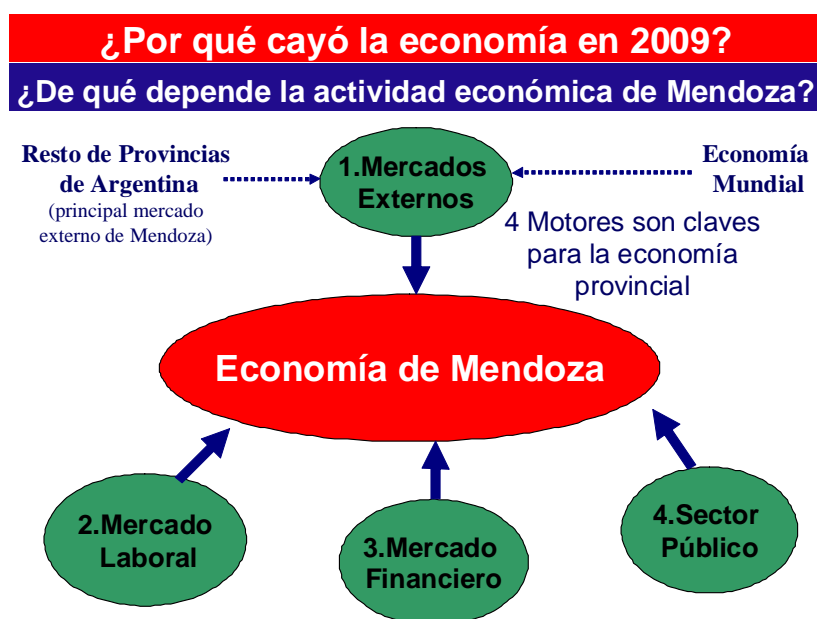 ¿Por qué cayó la economía en 2009?
¿De qué depende la actividad económica de Mendoza?
Resto de Provincias
de Argentina
(principal mercado
externo de Mendoza)
1.Mercados
Externos
Economía
Mundial
4 Motores son claves
para la economía
provincial
Economía de Mendoza
2.Mercado
Laboral
3.Mercado
Financiero
4.Sector
Público